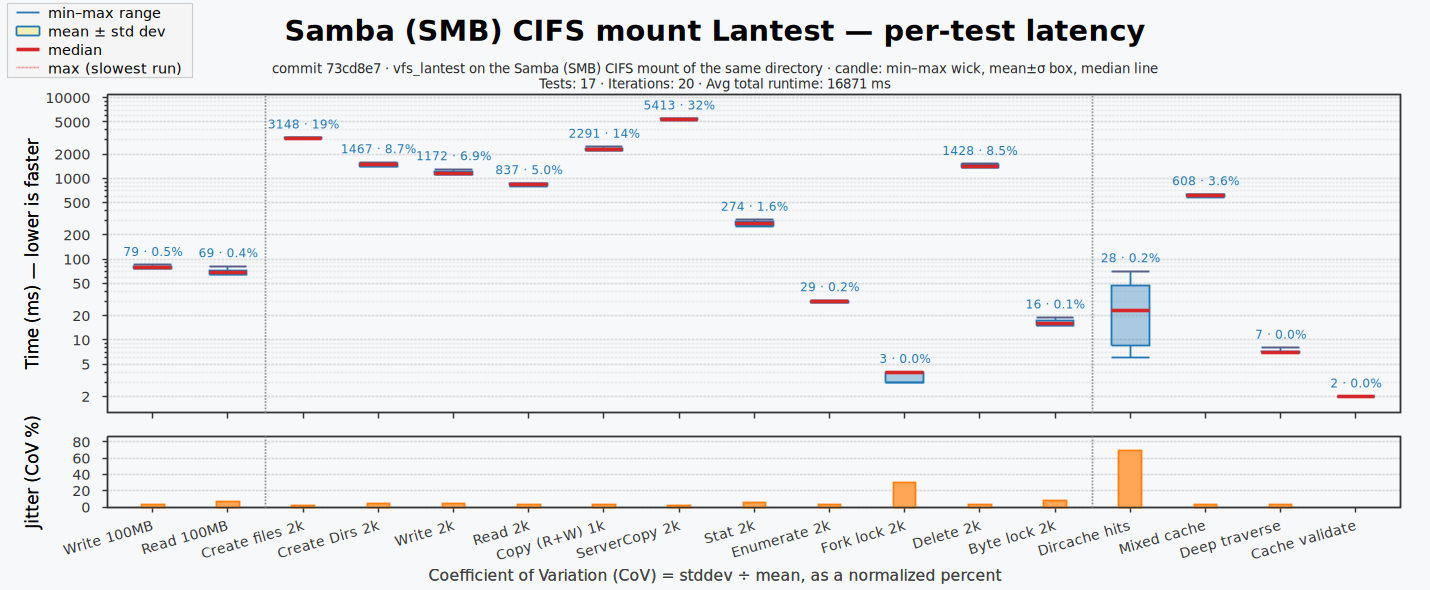 min–max range
mean ± std dev
median
max (slowest run)
Samba (SMB) CIFS mount Lantest — per-test latency
commit 73cd8e7 · vfs_lantest on the Samba (SMB) CIFS mount of the same directory · candle: min–max wick, mean±σ box, median line
Tests: 17 · Iterations: 20 · Avg total runtime: 16871 ms
Time (ms) — lower is faster
10000
5000
2000
1000
500
200
100
50
20
10
5
2
79 · 0.5%
69 · 0.4%
3148 · 19%
1467 · 8.7%
1172 · 6.9%
837 · 5.0%
2291 · 14%
5413 · 32%
274 · 1.6%
29 · 0.2%
3 · 0.0%
1428 · 8.5%
16 · 0.1%
28 · 0.2%
608 · 3.6%
7 · 0.0%
2 · 0.0%
Jitter (CoV %)
80
60
40
20
0
Write 100MB
Read 100MB
Create files 2k
Create Dirs 2k
Write 2k
Read 2k
Copy (R+W) 1k
ServerCopy 2k
Stat 2k
Enumerate 2k
Fork lock 2k
Delete 2k
Byte lock 2k
Dircache hits
Mixed cache
Deep traverse
Cache validate
Coefficient of Variation (CoV) = stddev ÷ mean, as a normalized percent